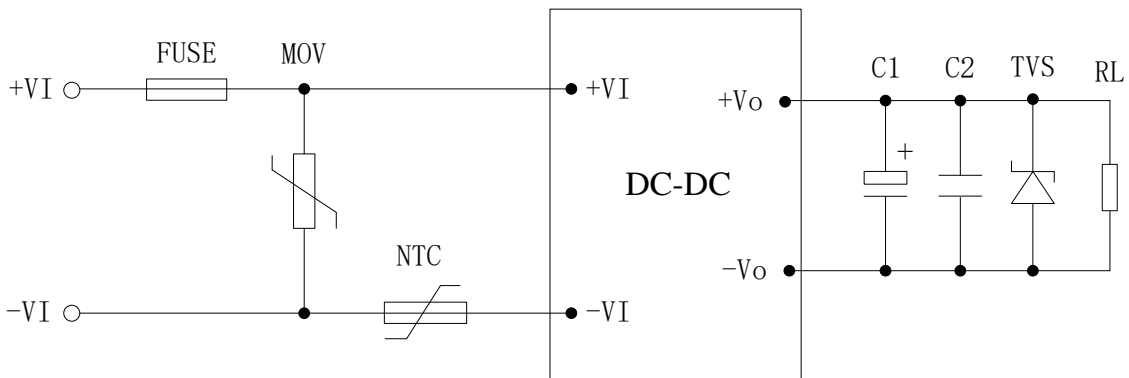 FUSE
MOV
+VI
+VI
NTC
-VI
-VI
DC-DC
+Vo
-Vo
C1
C2
TVS
RL
+